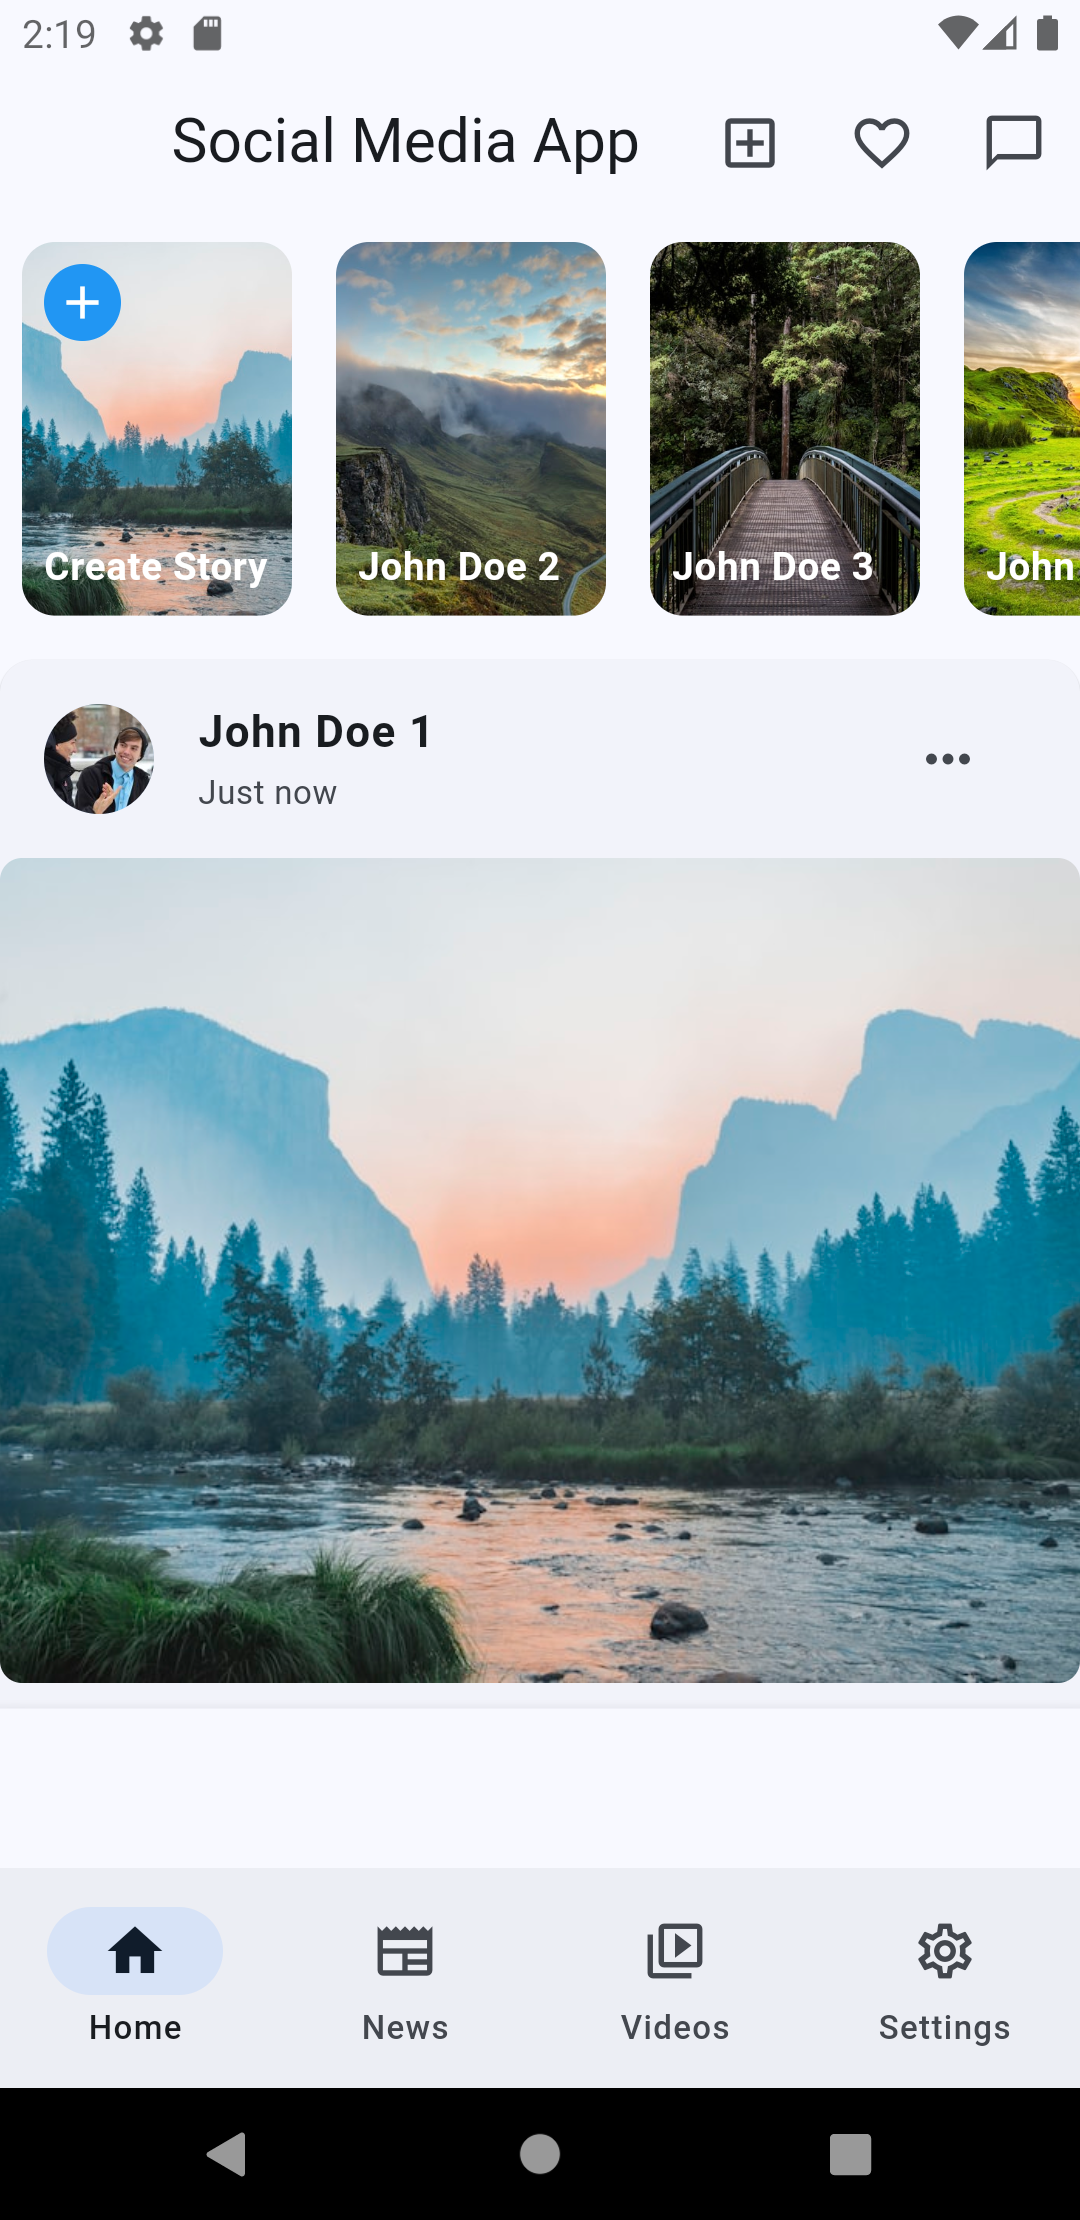 2:19
Social Media App
Create Story
John Doe 2
John Doe 3
John
John Doe 1
Just now
Home
News
Videos
Settings